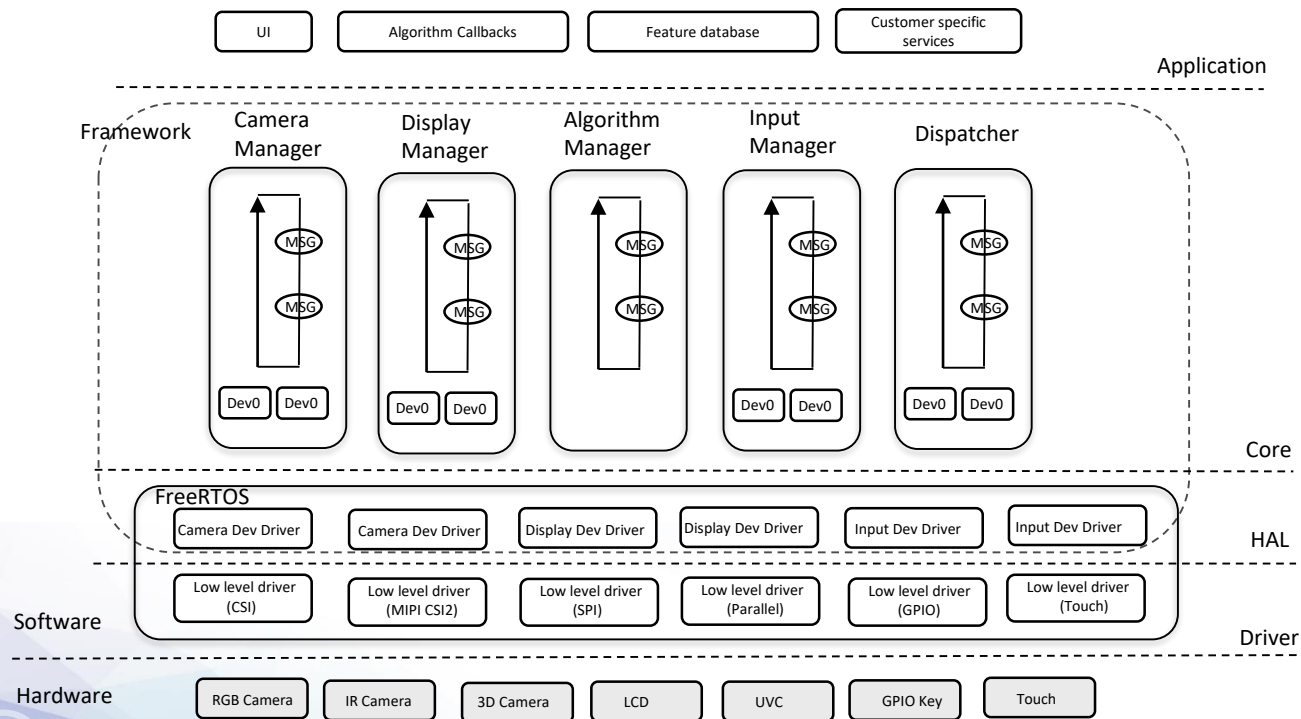 UI
Algorithm Callbacks
Feature database
Customer specific
services
Application
Framework
Camera
Manager
Display
Manager
Algorithm
Manager
Input
Manager
Dispatcher
MSG
MSG
MSG
MSG
MSG
MSG
MSG
MSG
MSG
MSG
Dev0
Dev0
Dev0
Dev0
Dev0
Dev0
Dev0
Dev0
Core
FreeRTOS
Camera Dev Driver
Camera Dev Driver
Display Dev Driver
Display Dev Driver
Input Dev Driver
Input Dev Driver
HAL
Low level driver
(CSI)
Low level driver
(MIPI CSI2)
Low level driver
(SPI)
Low level driver
(Parallel)
Low level driver
(GPIO)
Low level driver
(Touch)
Software
Driver
Hardware
RGB Camera
IR Camera
3D Camera
LCD
UVC
GPIO Key
Touch